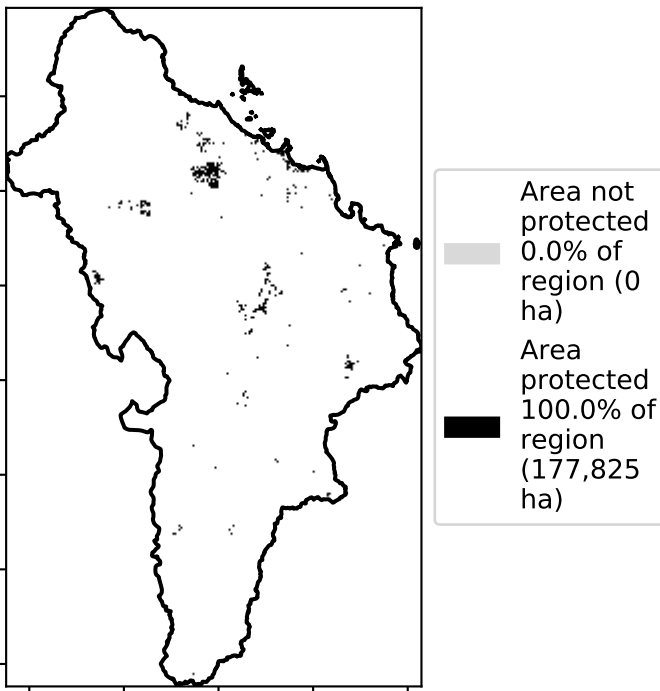 Area not
protected
0.0% of
region (0
ha)
Area
protected
100.0% of
region
(177,825
ha)